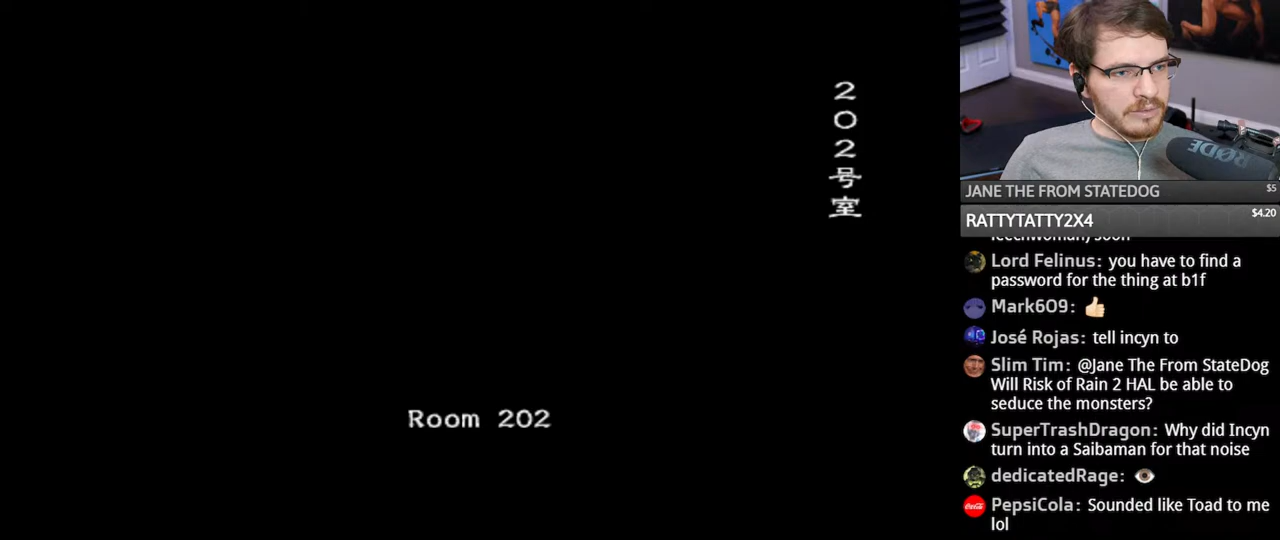 202号室
Room 202
RØDE
JANE THE FROM STATEDOG $5
RATTYTATTY2X4 $4.20
Lord Felinus: you have to find a
password for the thing at b1f
Mark609: 👍🏻
José Rojas: tell incyn to
Slim Tim: @Jane The From StateDog
Will Risk of Rain 2 HAL be able to
seduce the monsters?
SuperTrashDragon: Why did Incyn
turn into a Saibaman for that noise
dedicatedRage: 👁️
PepsiCola: Sounded like Toad to me
lol